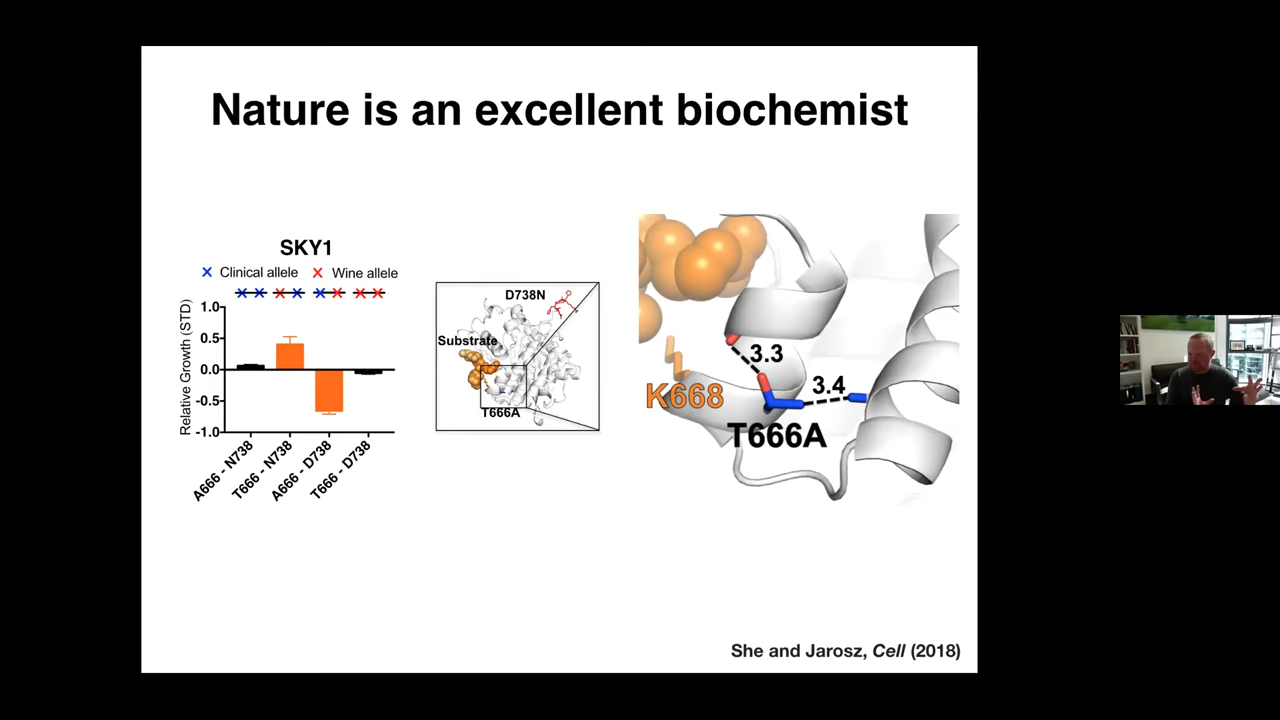 Nature is an excellent biochemist
SKY1
Clinical allele
Wine allele
Relative Growth (STD)
1.0
0.5
0.0
-0.5
-1.0
A666 - N738
T666 - N738
A666 - D738
T666 - D738
D738N
Substrate
T666A
3.3
3.4
K668
T666A
She and Jarosz, Cell (2018)